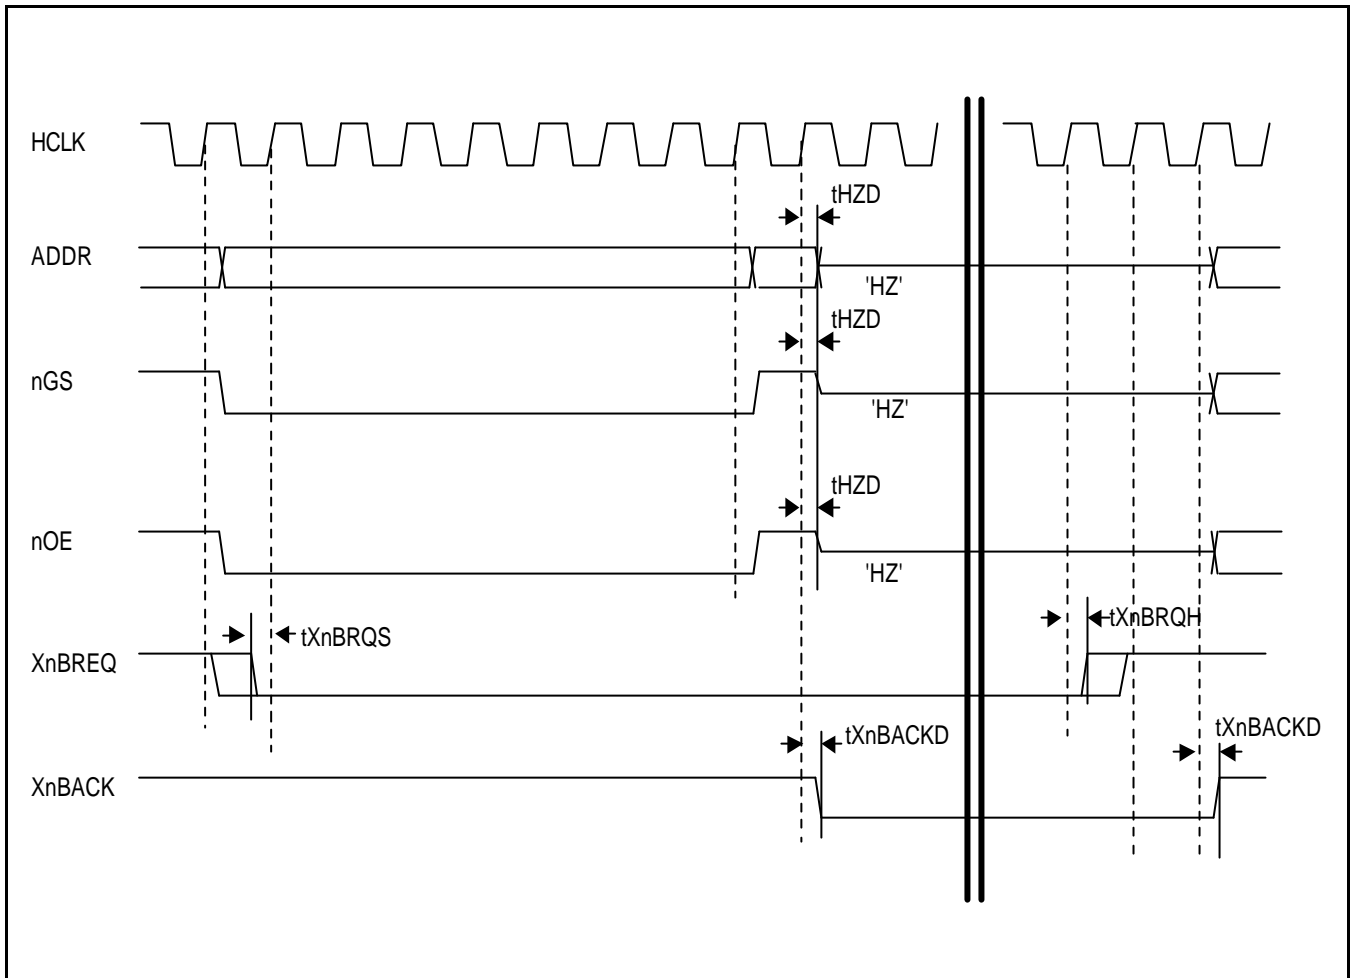 HCLK
tHZD
ADDR
'HZ'
tHZD
nGS
'HZ'
tHZD
nOE
'HZ'
tXnBRQS
tXnBRQH
XnBREQ
tXnBACKD
tXnBACKD
XnBACK